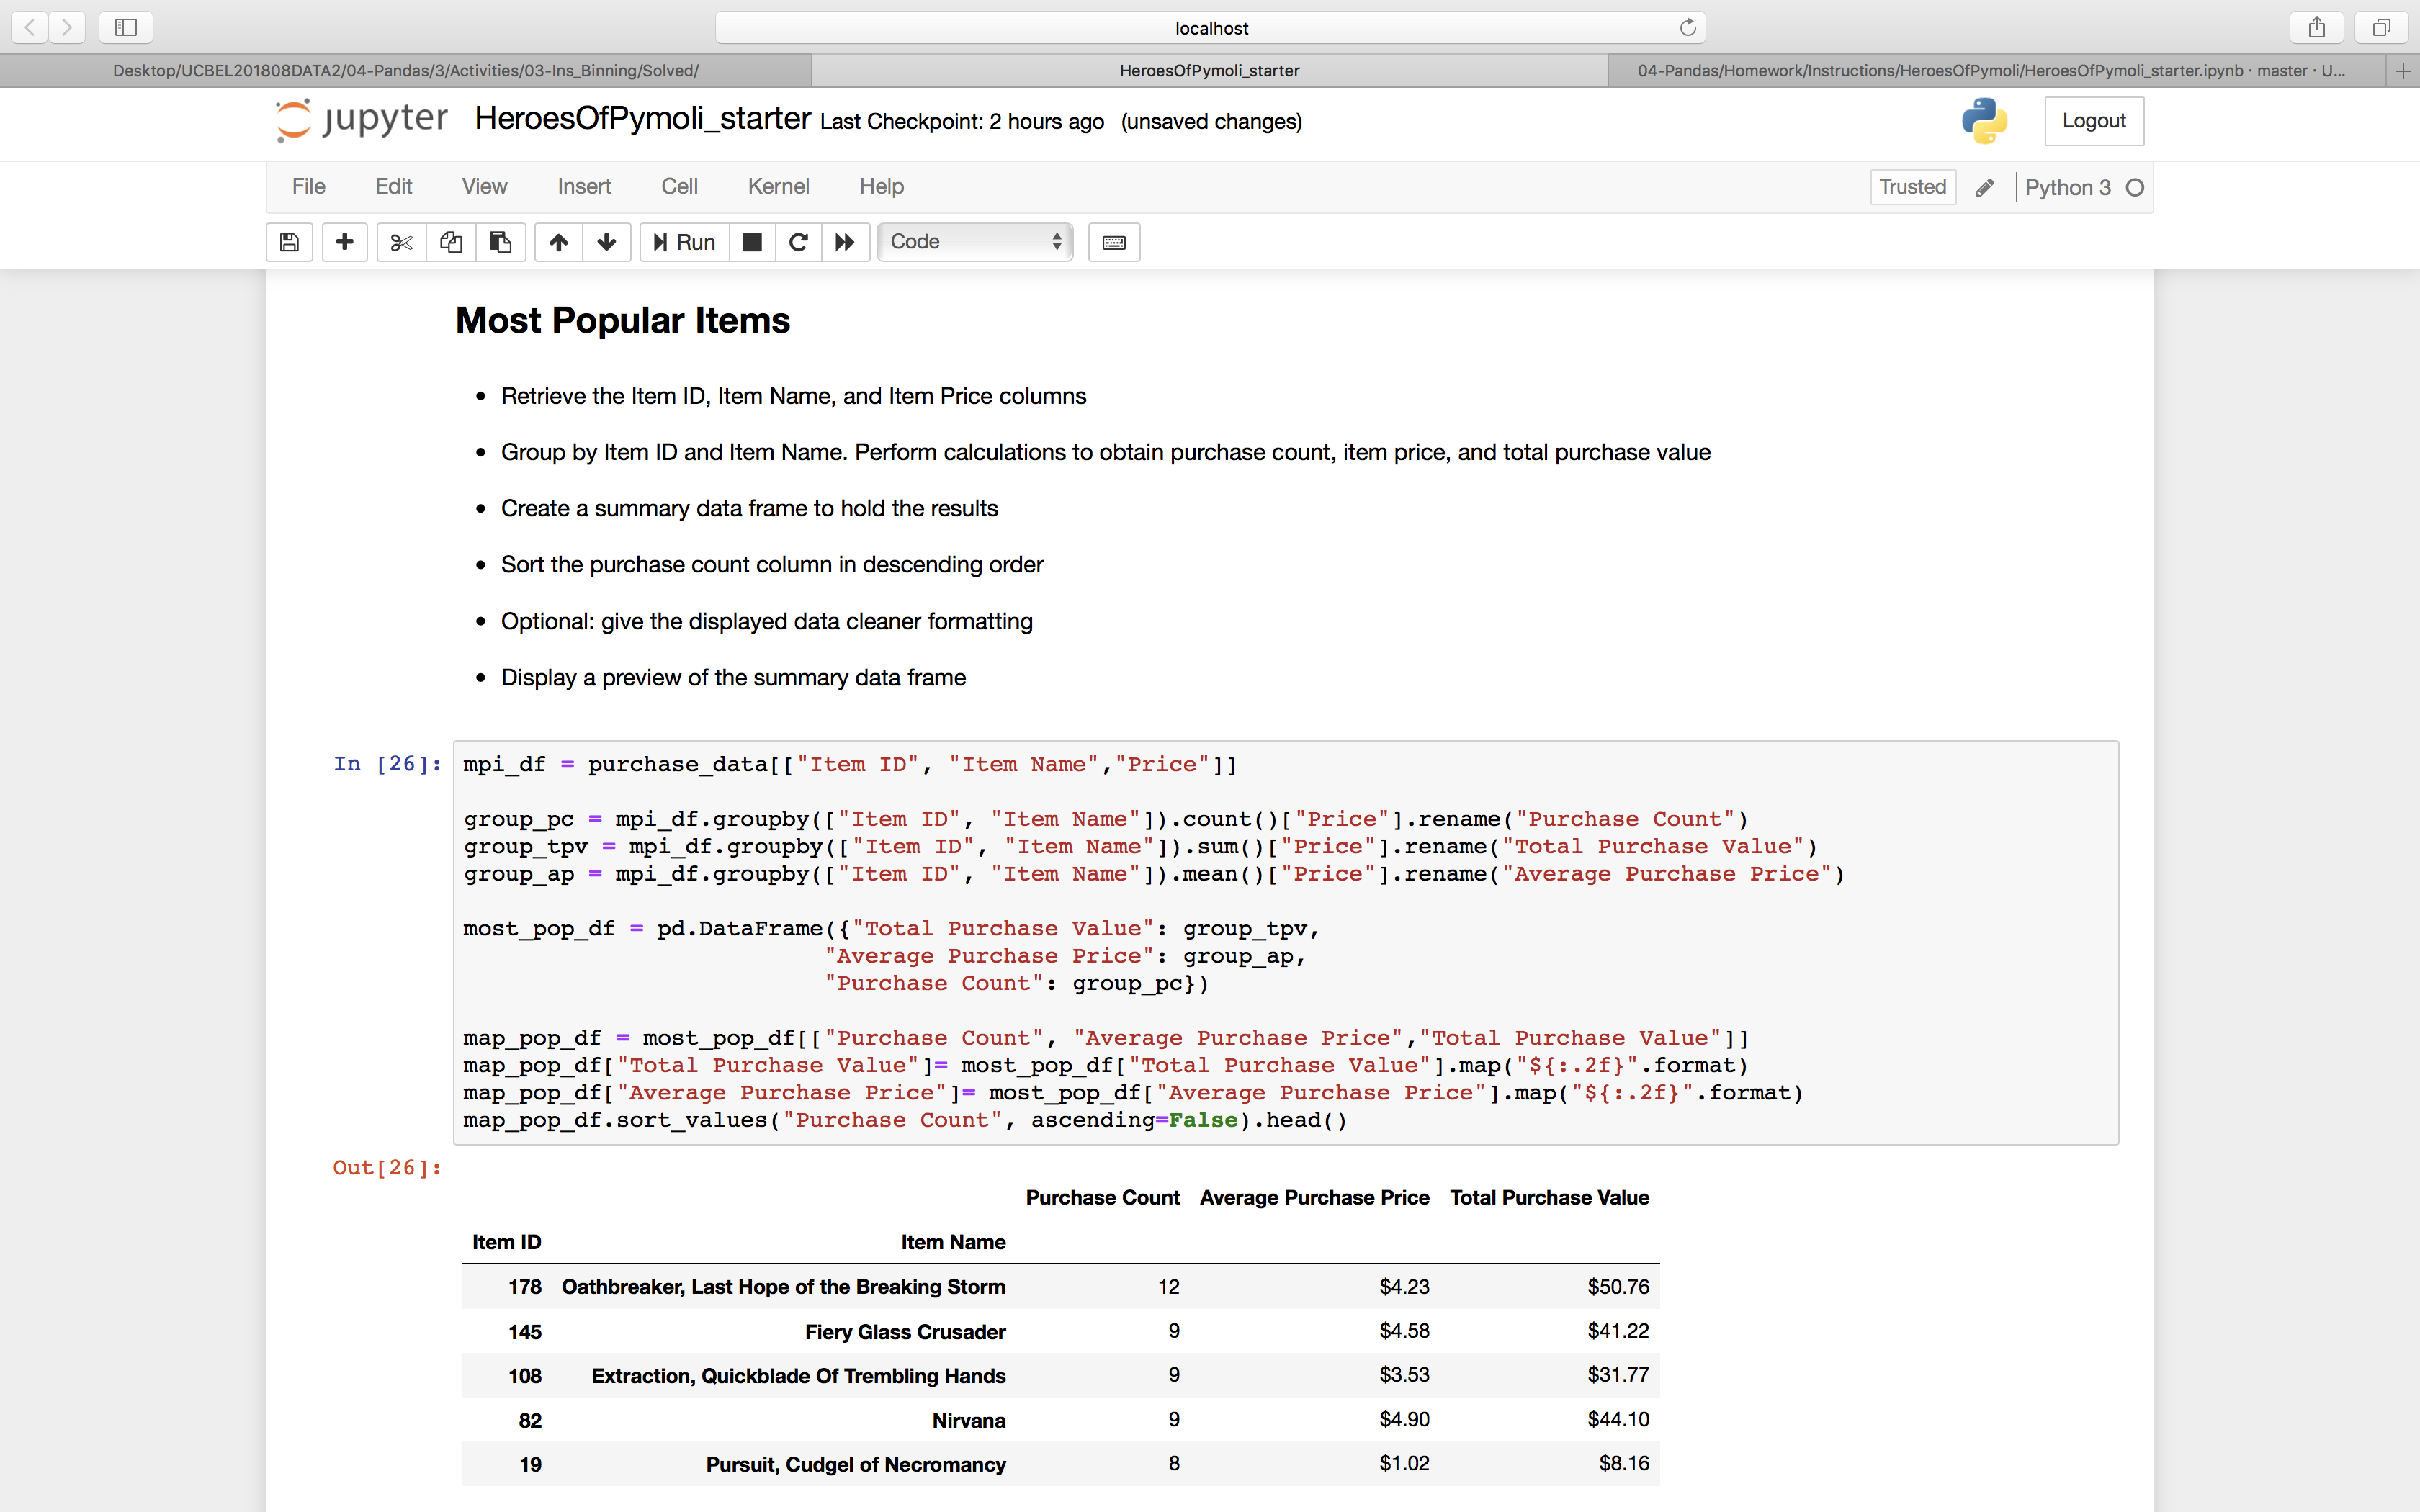 localhost
Desktop/UCBEL201808DATA2/04-Pandas/3/Activities/03-Ins_Binning/Solved/
HeroesOfPymoli_starter
04-Pandas/Homework/Instructions/HeroesOfPymoli/HeroesOfPymoli_starter.ipynb · master · U...
jupyter HeroesOfPymoli_starter Last Checkpoint: 2 hours ago (unsaved changes)
Logout
File Edit View Insert Cell Kernel Help
Trusted Python 3
Run Code
Most Popular Items
• Retrieve the Item ID, Item Name, and Item Price columns
• Group by Item ID and Item Name. Perform calculations to obtain purchase count, item price, and total purchase value
• Create a summary data frame to hold the results
• Sort the purchase count column in descending order
• Optional: give the displayed data cleaner formatting
• Display a preview of the summary data frame
In [26]:
mpi_df = purchase_data[["Item ID", "Item Name","Price"]]
group_pc = mpi_df.groupby(["Item ID", "Item Name"]).count()["Price"].rename("Purchase Count")
group_tpv = mpi_df.groupby(["Item ID", "Item Name"]).sum()["Price"].rename("Total Purchase Value")
group_ap = mpi_df.groupby(["Item ID", "Item Name"]).mean()["Price"].rename("Average Purchase Price")
most_pop_df = pd.DataFrame({"Total Purchase Value": group_tpv,
"Average Purchase Price": group_ap,
"Purchase Count": group_pc})
map_pop_df = most_pop_df[["Purchase Count", "Average Purchase Price","Total Purchase Value"]]
map_pop_df["Total Purchase Value"]= most_pop_df["Total Purchase Value"].map("${:.2f}".format)
map_pop_df["Average Purchase Price"]= most_pop_df["Average Purchase Price"].map("${:.2f}".format)
map_pop_df.sort_values("Purchase Count", ascending=False).head()
Out[26]:
Purchase Count Average Purchase Price Total Purchase Value
Item ID Item Name
178 Oathbreaker, Last Hope of the Breaking Storm 12 $4.23 $50.76
145 Fiery Glass Crusader 9 $4.58 $41.22
108 Extraction, Quickblade Of Trembling Hands 9 $3.53 $31.77
82 Nirvana 9 $4.90 $44.10
19 Pursuit, Cudgel of Necromancy 8 $1.02 $8.16